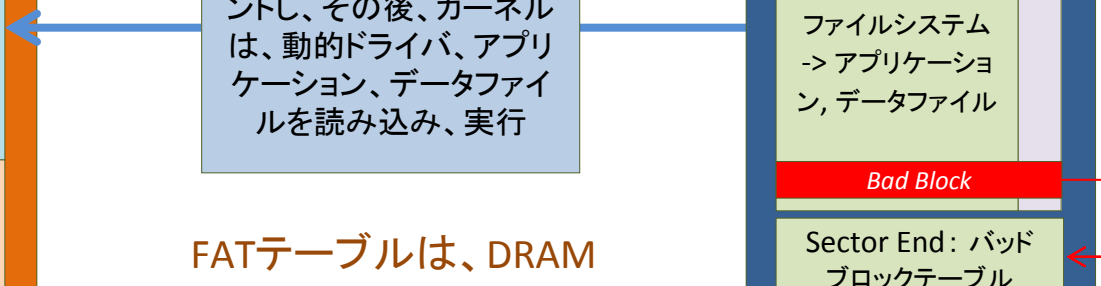 ントし、その後、カーネル
は、動的ドライバ、アプリ
ケーション、データファイ
ルを読み込み、実行
ファイルシステム
-> アプリケーショ
ン, データファイル
Bad Block
FATテーブルは、DRAM
Sector End： バッド
ブロックテーブル